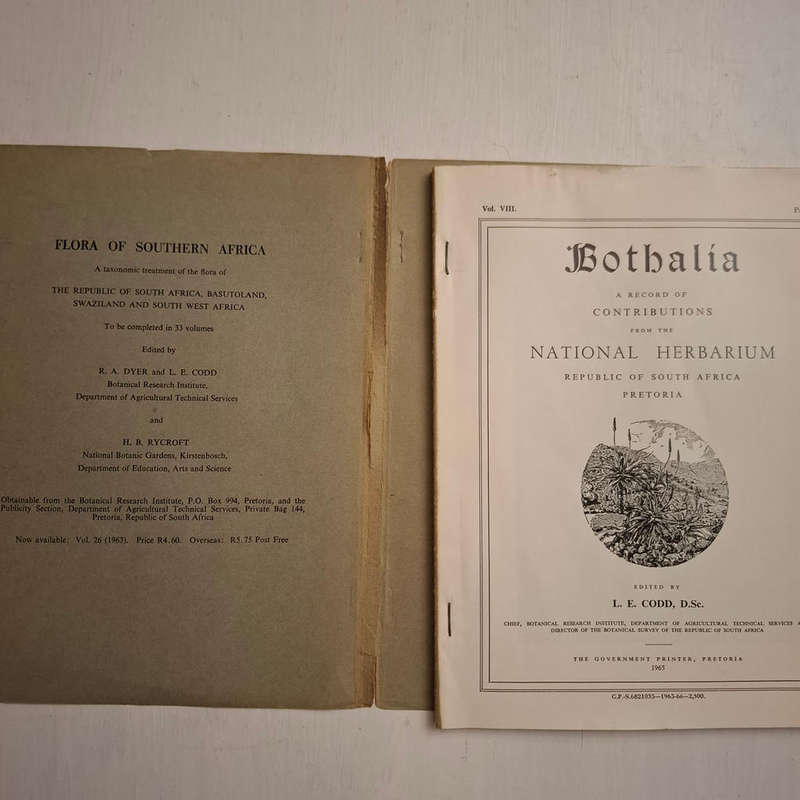 FLORA OF SOUTHERN AFRICA
A taxonomic treatment of the flora of
THE REPUBLIC OF SOUTH AFRICA, BASUTOLAND,
SWAZILAND AND SOUTH WEST AFRICA
To be completed in 33 volumes
Edited by
R. A. DYER and L. E. CODD
Botanical Research Institute,
Department of Agricultural Technical Services
and
H. B. RYCROFT
National Botanic Gardens, Kirstenbosch,
Department of Education, Arts and Science
Obtainable from the Botanical Research Institute, P.O. Box 994, Pretoria, and the
Publicity Section, Department of Agricultural Technical Services, Private Bag 144,
Pretoria, Republic of South Africa
Now available: Vol. 26 (1963). Price R4.60. Overseas: R5.75 Post Free
Vol. VIII.
Bothalia
A RECORD OF
CONTRIBUTIONS
FROM THE
NATIONAL HERBARIUM
REPUBLIC OF SOUTH AFRICA
PRETORIA
EDITED BY
L. E. CODD, D.Sc.
CHIEF, BOTANICAL RESEARCH INSTITUTE, DEPARTMENT OF AGRICULTURAL TECHNICAL SERVICES
DIRECTOR OF THE BOTANICAL SURVEY OF THE REPUBLIC OF SOUTH AFRICA
THE GOVERNMENT PRINTER, PRETORIA
1965
G.P.-S.6821035—1965-66—2,500.